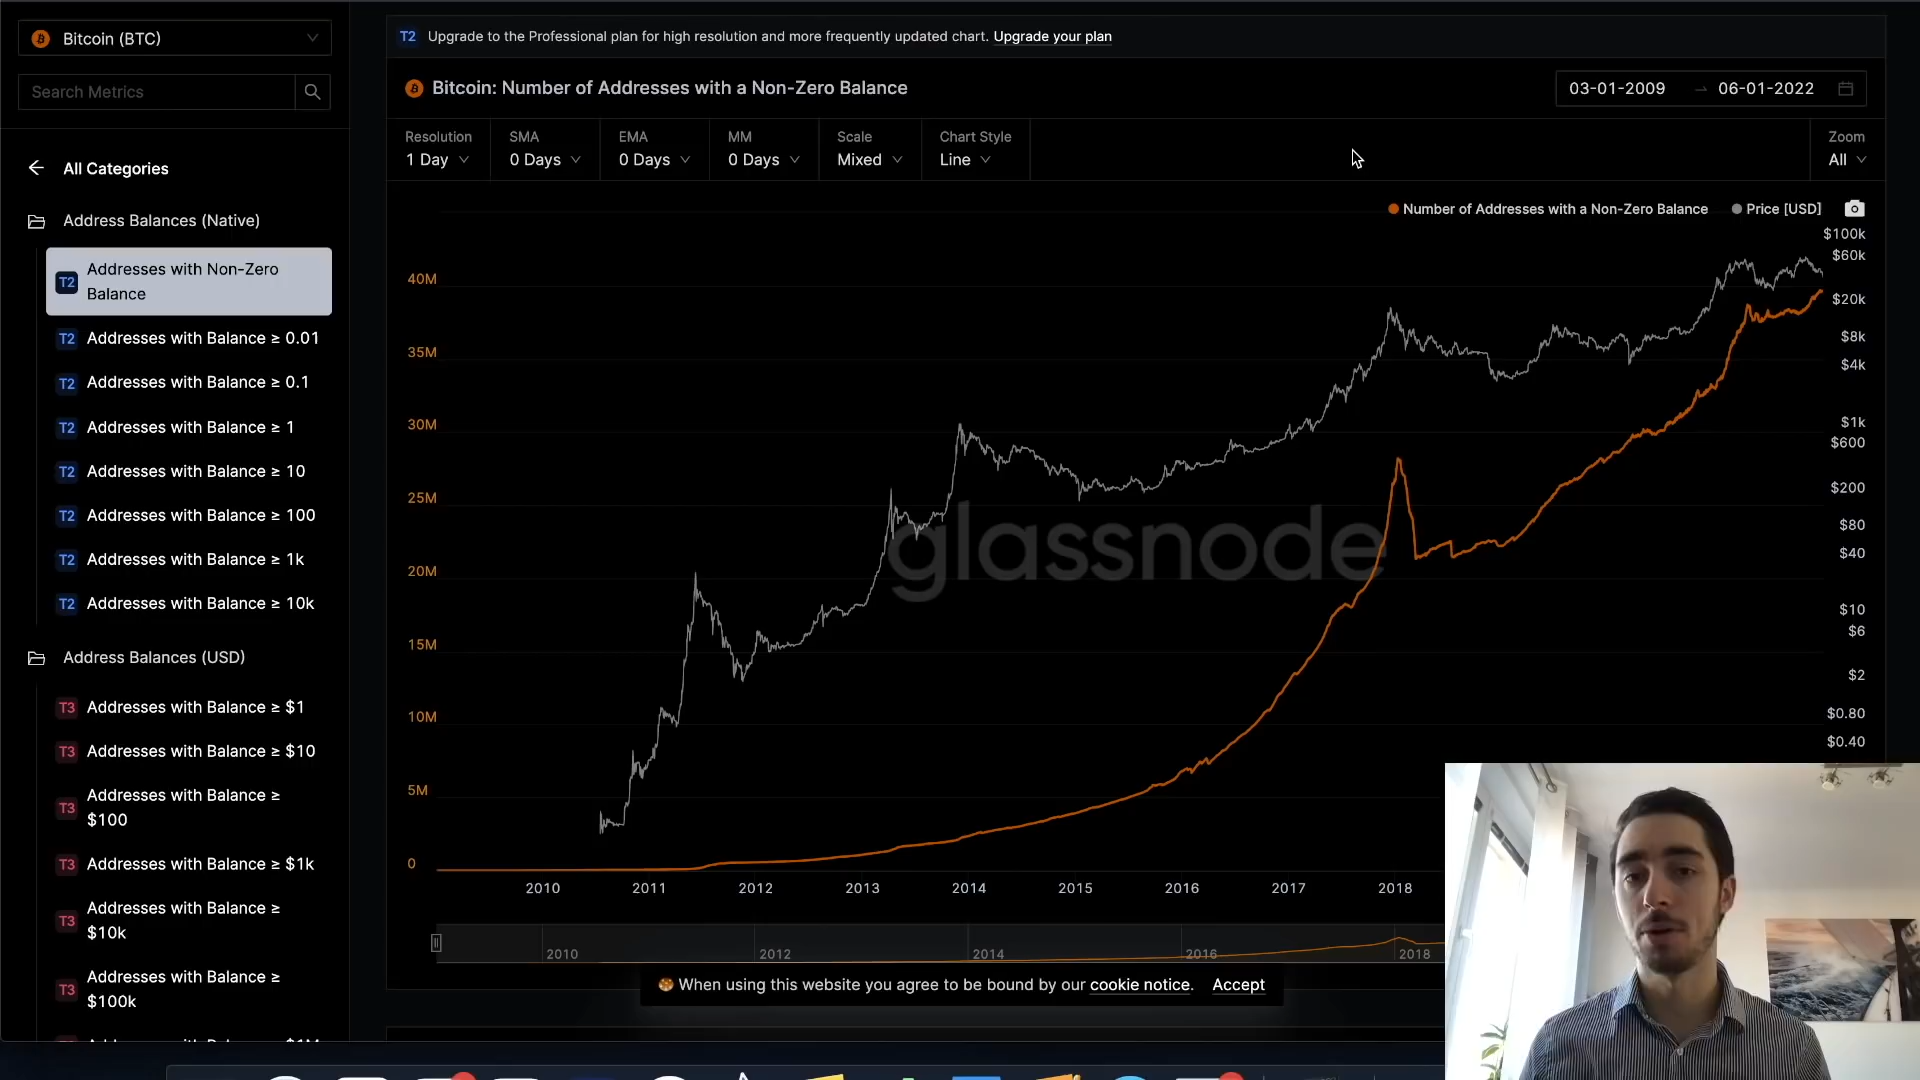 Bitcoin (BTC)
Search Metrics
All Categories
Address Balances (Native)
T2 Addresses with Non-Zero
Balance
T2 Addresses with Balance ≥ 0.01
T2 Addresses with Balance ≥ 0.1
T2 Addresses with Balance ≥ 1
T2 Addresses with Balance ≥ 10
T2 Addresses with Balance ≥ 100
T2 Addresses with Balance ≥ 1k
T2 Addresses with Balance ≥ 10k
Address Balances (USD)
T3 Addresses with Balance ≥ $1
T3 Addresses with Balance ≥ $10
T3 Addresses with Balance ≥
$100
T3 Addresses with Balance ≥ $1k
T3 Addresses with Balance ≥
$10k
T3 Addresses with Balance ≥
$100k
T2 Upgrade to the Professional plan for high resolution and more frequently updated chart. Upgrade your plan
Bitcoin: Number of Addresses with a Non-Zero Balance
03-01-2009 → 06-01-2022
Resolution SMA EMA MM Scale Chart Style Zoom
1 Day 0 Days 0 Days 0 Days Mixed Line All
Number of Addresses with a Non-Zero Balance Price [USD]
40M
35M
30M
25M
20M
15M
10M
5M
0
$100k
$60k
$20k
$8k
$4k
$1k
$600
$200
$80
$40
$10
$6
$2
$0.80
$0.40
glassnode
2010 2011 2012 2013 2014 2015 2016 2017 2018
2010 2012 2014 2016 2018
When using this website you agree to be bound by our cookie notice. Accept